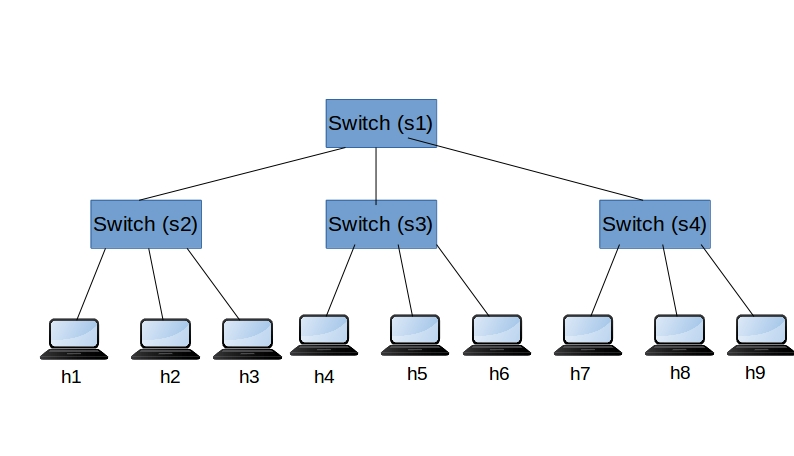 Switch (s1)
Switch (s2)
Switch (s3)
Switch (s4)
h1
h2
h3
h4
h5
h6
h7
h8
h9